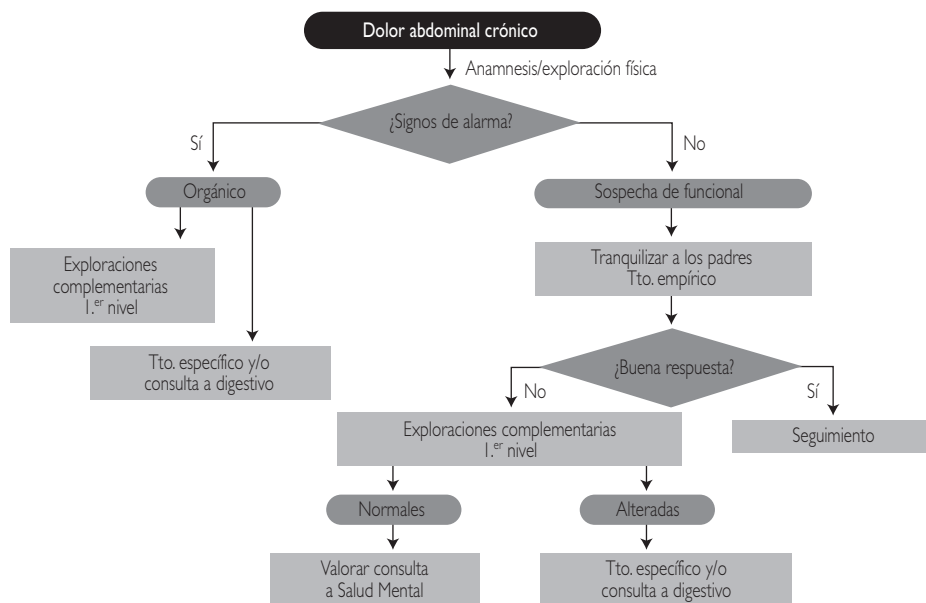 Dolor abdominal crónico
Anamnesis/exploración física
¿Signos de alarma?
Sí
No
Orgánico
Sospecha de funcional
Exploraciones
complementarias
1.er nivel
Tranquilizar a los padres
Tto. empírico
Tto. específico y/o
consulta a digestivo
¿Buena respuesta?
No
Sí
Exploraciones complementarias
1.er nivel
Seguimiento
Normales
Alteradas
Valorar consulta
a Salud Mental
Tto. específico y/o
consulta a digestivo